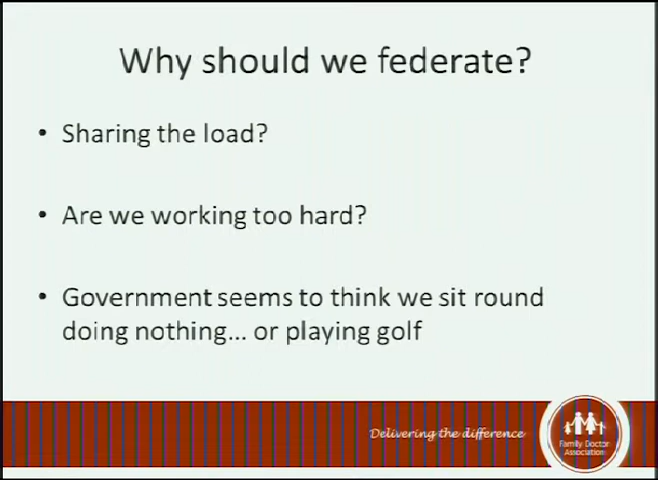 Why should we federate?
• Sharing the load?
• Are we working too hard?
• Government seems to think we sit round
doing nothing... or playing golf
Delivering the difference
Family Doctor
Association